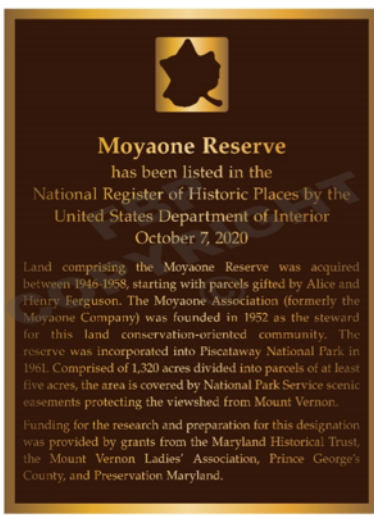 Moyaone Reserve
has been listed in the
National Register of Historic Places by the
United States Department of Interior
October 7, 2020
Land comprising the Moyaone Reserve was acquired
between 1946-1958, starting with parcels gifted by Alice and
Henry Ferguson. The Moyaone Association (formerly the
Moyaone Company) was founded in 1952 as the steward
for this land conservation-oriented community. The
reserve was incorporated into Piscataway National Park in
1961. Comprised of 1,320 acres divided into parcels of at least
five acres, the area is covered by National Park Service scenic
easements protecting the viewshed from Mount Vernon.
Funding for the research and preparation for this designation
was provided by grants from the Maryland Historical Trust,
the Mount Vernon Ladies' Association, Prince George's
County, and Preservation Maryland.
COPYRIGHT